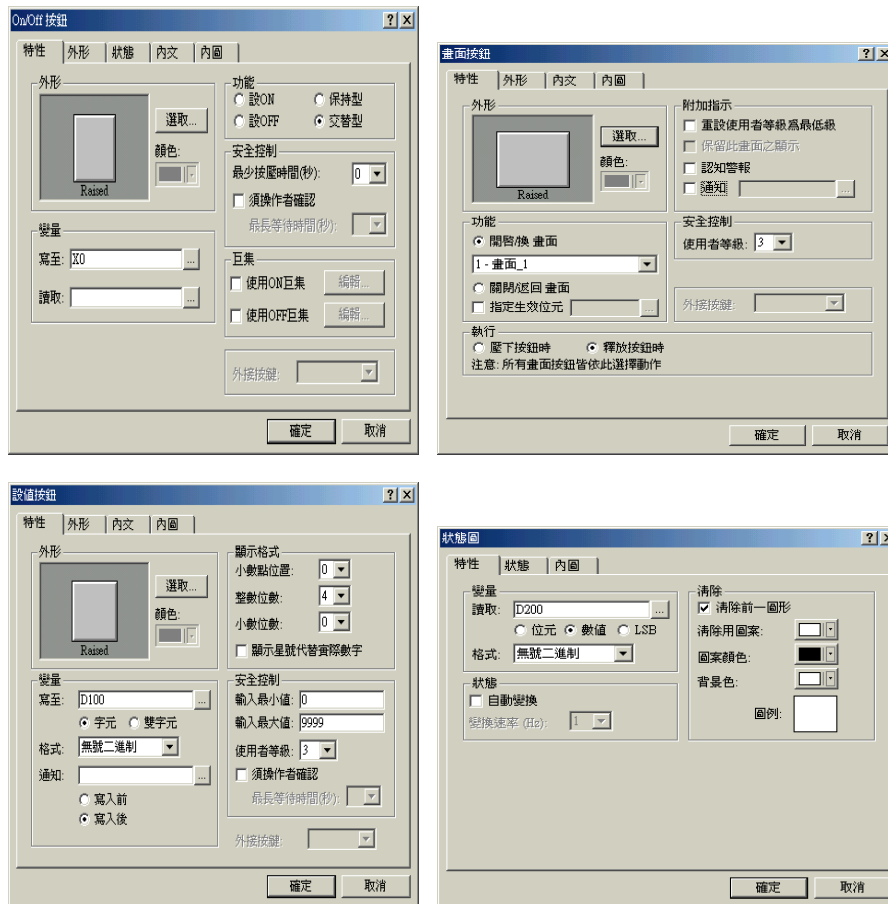 On/Off 按鈕
特性 外形 狀態 內文 內圖
外形
Raised
選取...
顏色:
變量
寫至: X0 ...
讀取: ...
功能
設ON 保持型
設OFF 交替型
安全控制
最少按壓時間(秒): 0
須操作者確認
最長等待時間(秒):
巨集
使用ON巨集 編輯...
使用OFF巨集 編輯...
外接按鍵:
確定 取消
畫面按鈕
特性 外形 內文 內圖
外形
Raised
選取...
顏色:
附加指示
重設使用者等級為最低級
保留此畫面之顯示
認知警報
通知 ...
功能
開啓/換 畫面
1 - 畫面_1
關閉/返回 畫面
指定生效位元 ...
安全控制
使用者等級: 3
外接按鍵:
執行
壓下按鈕時 釋放按鈕時
注意: 所有畫面按鈕皆依此選擇動作
確定 取消
設值按鈕
特性 外形 內文 內圖
外形
Raised
選取...
顏色:
變量
寫至: D100 ...
字元 雙字元
格式: 無號二進制
通知: ...
寫入前
寫入後
顯示格式
小數點位置: 0
整數位數: 4
小數位數: 0
顯示星號代替實際數字
安全控制
輸入最小值: 0
輸入最大值: 9999
使用者等級: 3
須操作者確認
最長等待時間(秒):
外接按鍵:
確定 取消
狀態圖
特性 狀態 內圖
變量
讀取: D200 ...
位元 數值 LSB
格式: 無號二進制
狀態
自動變換
變換速率 (Hz): 1
清除
清除前一圖形
清除用圖案:
圖案顏色:
背景色:
圖例:
確定 取消